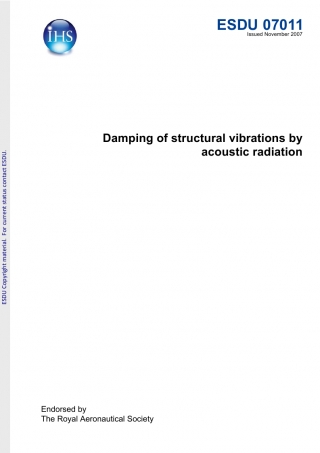 IHS
ESDU 07011
Issued November 2007
Damping of structural vibrations by
acoustic radiation
ESDU Copyright material. For current status contact ESDU.
Endorsed by
The Royal Aeronautical Society